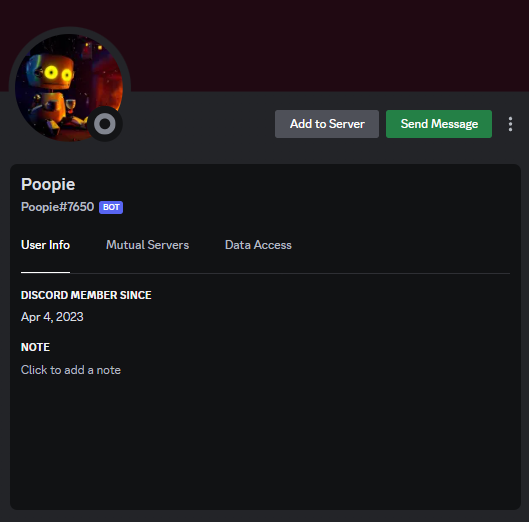 Add to Server
Send Message
Poopie
Poopie#7650 BOT
User Info
Mutual Servers
Data Access
DISCORD MEMBER SINCE
Apr 4, 2023
NOTE
Click to add a note